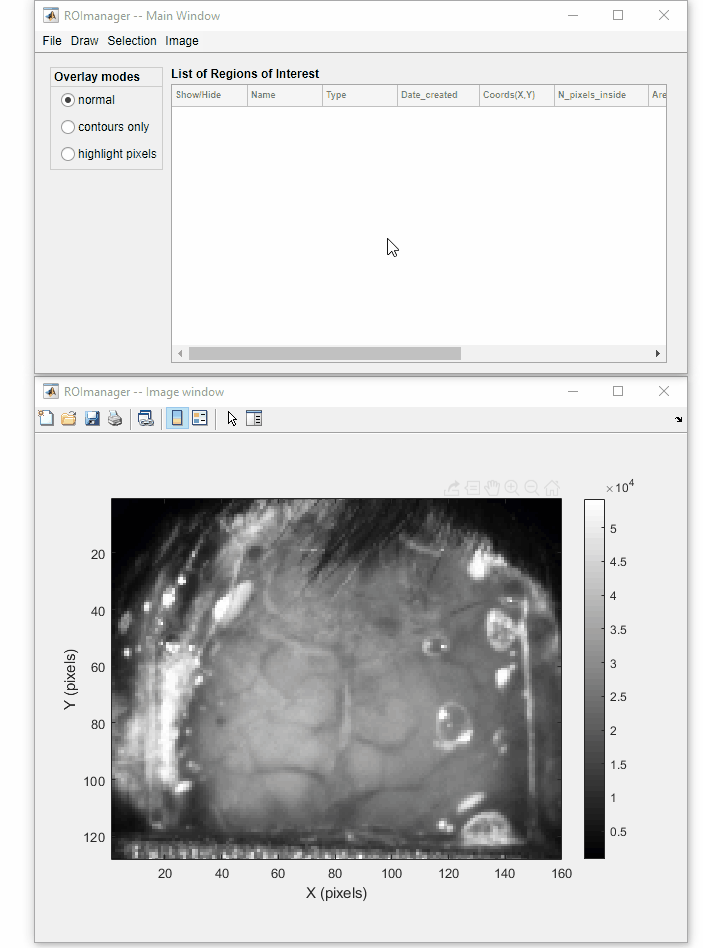 ROImanager -- Main Window
File Draw Selection Image
Overlay modes
normal
contours only
highlight pixels
List of Regions of Interest
Show/Hide Name Type Date_created Coords(X,Y) N_pixels_inside Are
ROImanager -- Image window
×10^4
5
4.5
4
3.5
3
2.5
2
1.5
1
0.5
Y (pixels)
20
40
60
80
100
120
20 40 60 80 100 120 140 160
X (pixels)